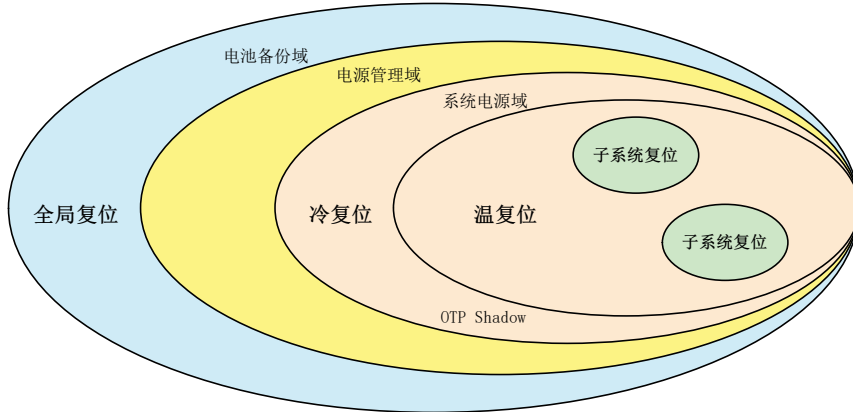 电池备份域
电源管理域
系统电源域
子系统复位
全局复位
冷复位
温复位
子系统复位
OTP Shadow